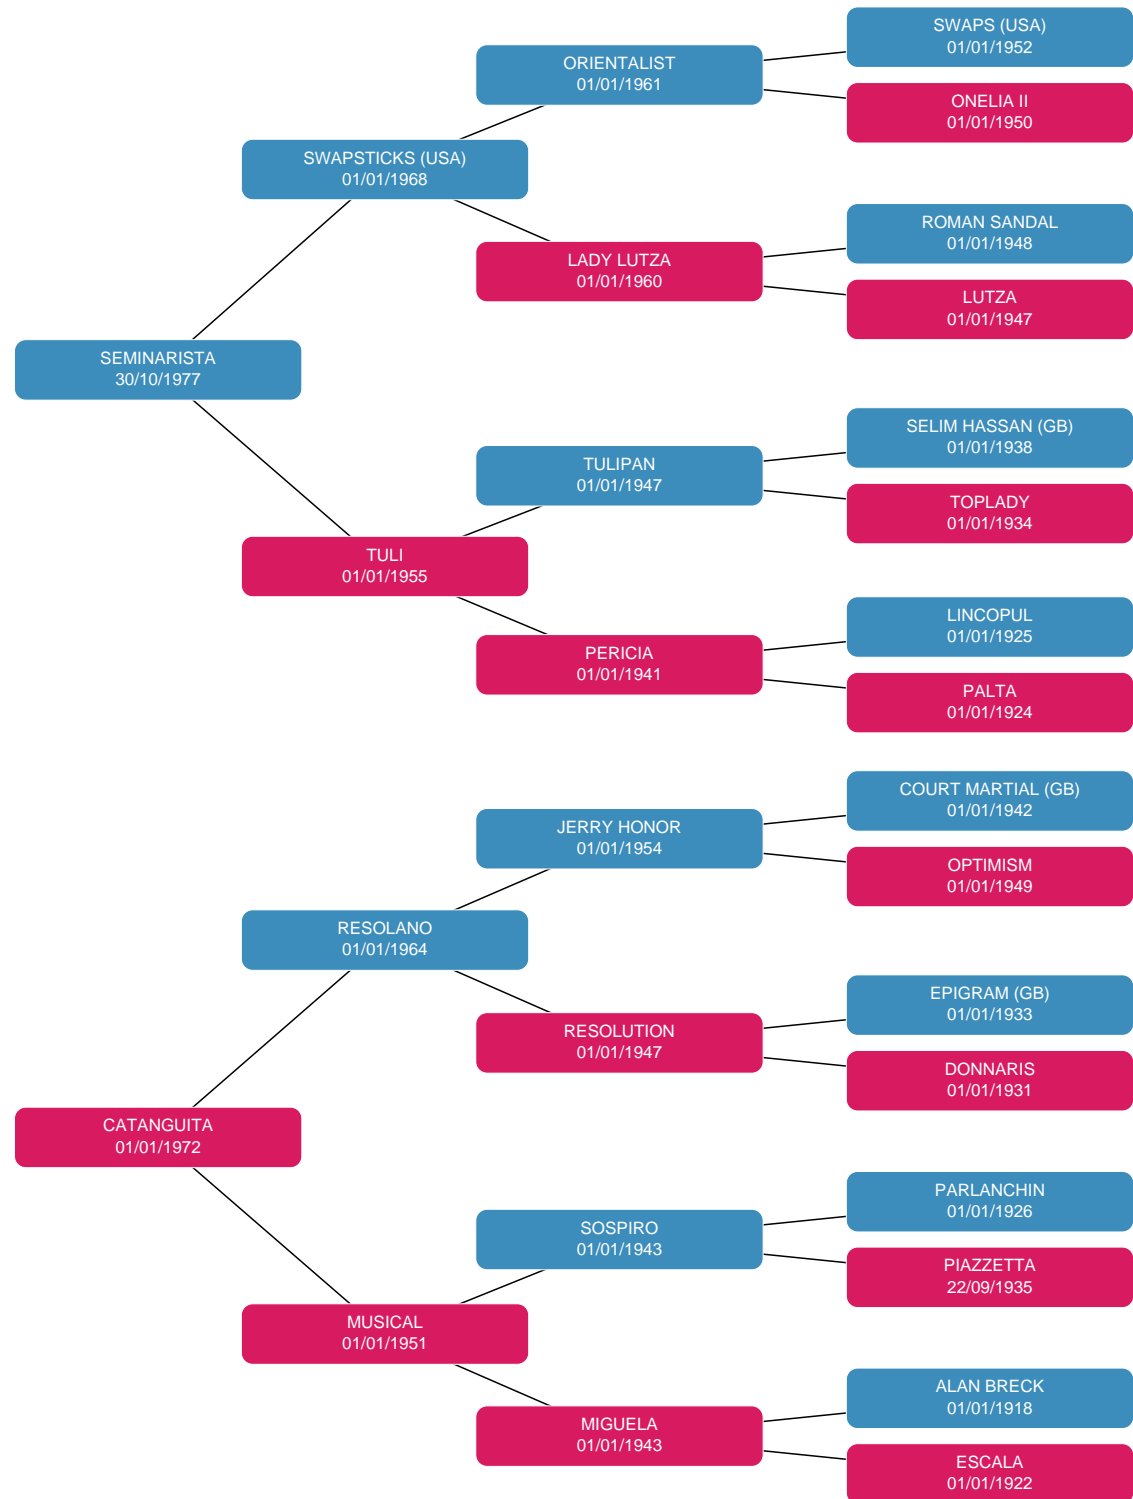 SWAPS (USA)
01/01/1952
ORIENTALIST
01/01/1961
ONELIA II
01/01/1950
SWAPSTICKS (USA)
01/01/1968
ROMAN SANDAL
01/01/1948
LADY LUTZA
01/01/1960
LUTZA
01/01/1947
SEMINARISTA
30/10/1977
SELIM HASSAN (GB)
01/01/1938
TULIPAN
01/01/1947
TOPLADY
01/01/1934
TULI
01/01/1955
LINCOPUL
01/01/1925
PERICIA
01/01/1941
PALTA
01/01/1924
COURT MARTIAL (GB)
01/01/1942
JERRY HONOR
01/01/1954
OPTIMISM
01/01/1949
RESOLANO
01/01/1964
EPIGRAM (GB)
01/01/1933
RESOLUTION
01/01/1947
DONNARIS
01/01/1931
CATANGUITA
01/01/1972
PARLANCHIN
01/01/1926
SOSPIRO
01/01/1943
PIAZZETTA
22/09/1935
MUSICAL
01/01/1951
ALAN BRECK
01/01/1918
MIGUELA
01/01/1943
ESCALA
01/01/1922